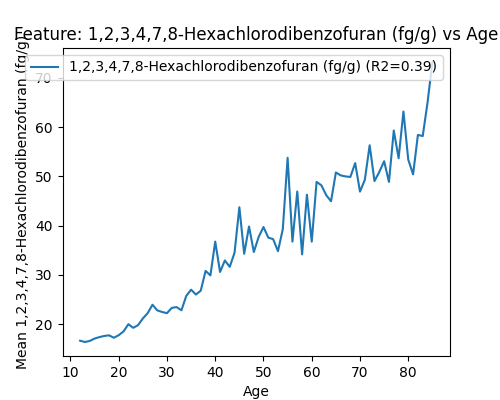 Feature: 1,2,3,4,7,8-Hexachlorodibenzofuran (fg/g) vs Age
1,2,3,4,7,8-Hexachlorodibenzofuran (fg/g) (R2=0.39)
Mean 1,2,3,4,7,8-Hexachlorodibenzofuran (fg/g)
70
60
50
40
30
20
10 20 30 40 50 60 70 80
Age